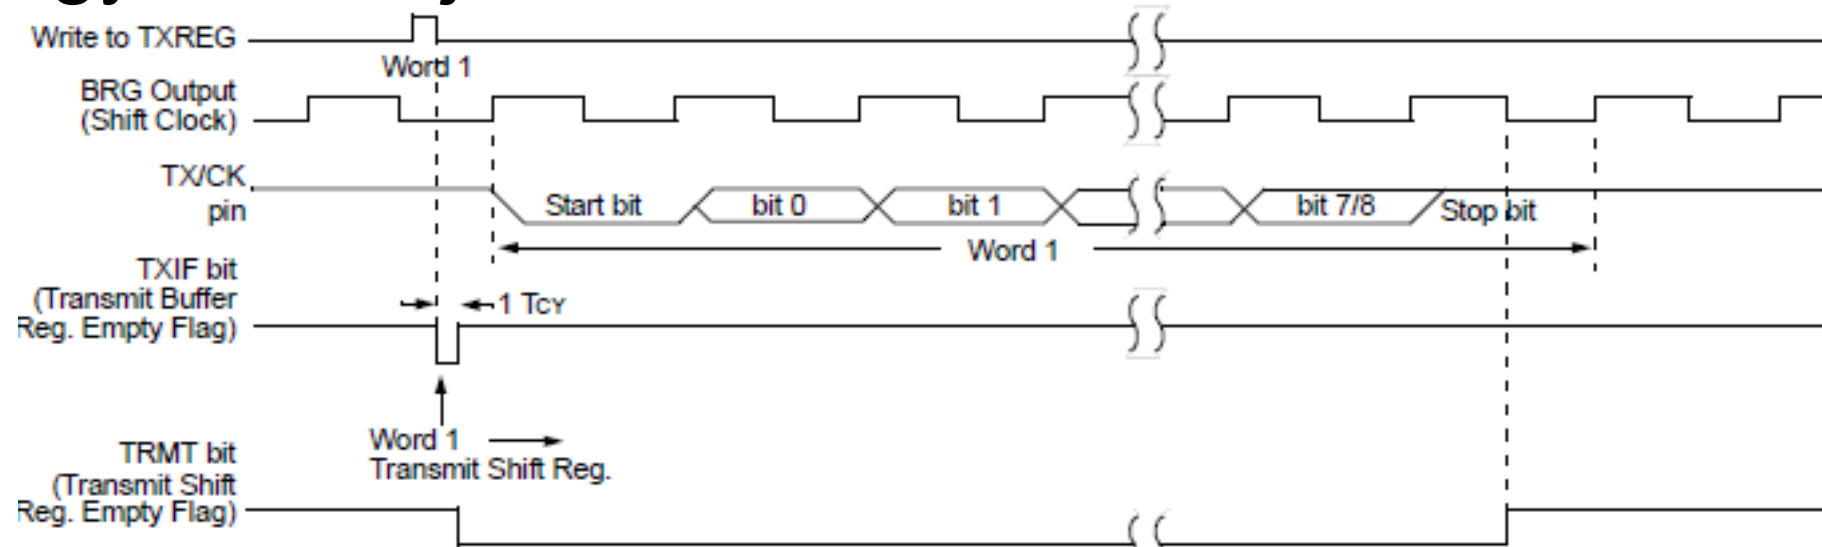 Write to TXREG
Word 1
BRG Output
(Shift Clock)
TX/CK
pin
Start bit
bit 0
bit 1
bit 7/8
Stop bit
Word 1
TXIF bit
(Transmit Buffer
Reg. Empty Flag)
1 TCY
Word 1
Transmit Shift Reg.
TRMT bit
(Transmit Shift
Reg. Empty Flag)